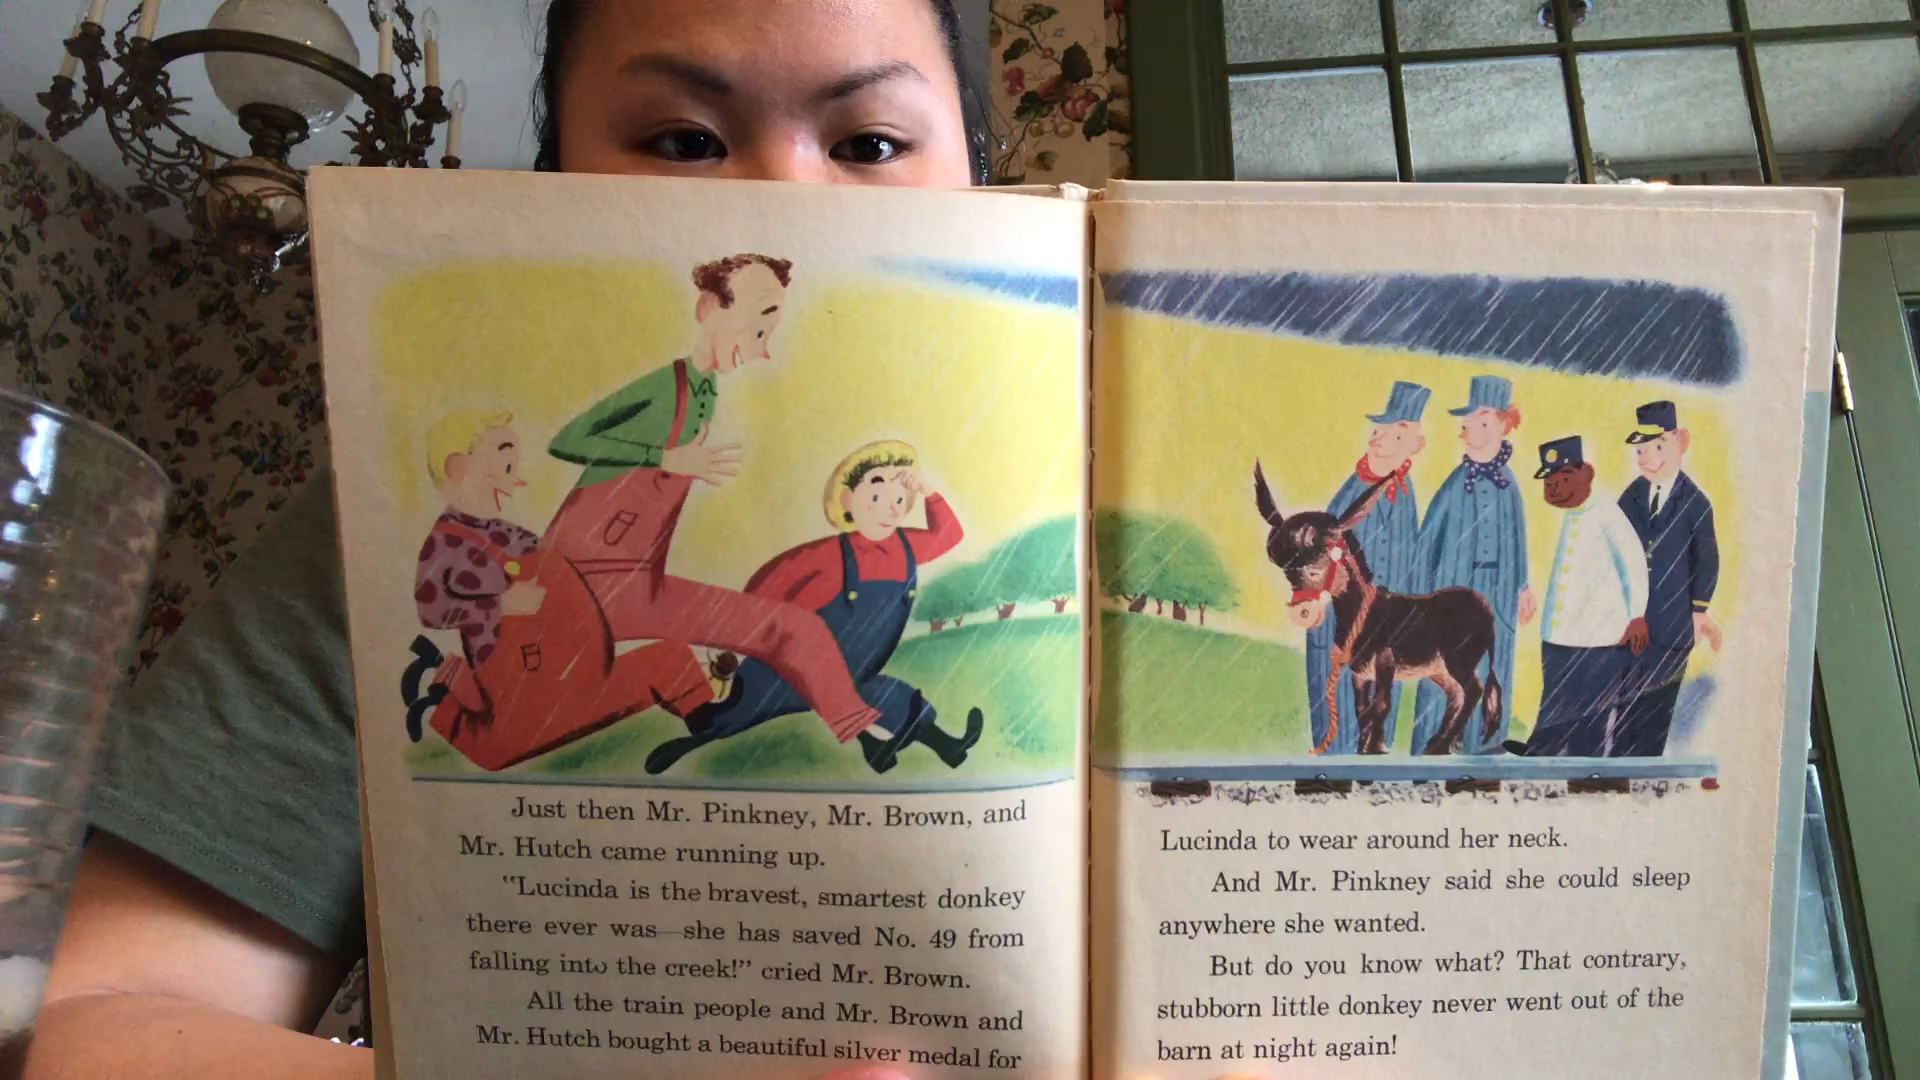 Just then Mr. Pinkney, Mr. Brown, and
Mr. Hutch came running up.
"Lucinda is the bravest, smartest donkey
there ever was—she has saved No. 49 from
falling into the creek!" cried Mr. Brown.
All the train people and Mr. Brown and
Mr. Hutch bought a beautiful silver medal for
Lucinda to wear around her neck.
And Mr. Pinkney said she could sleep
anywhere she wanted.
But do you know what? That contrary,
stubborn little donkey never went out of the
barn at night again!